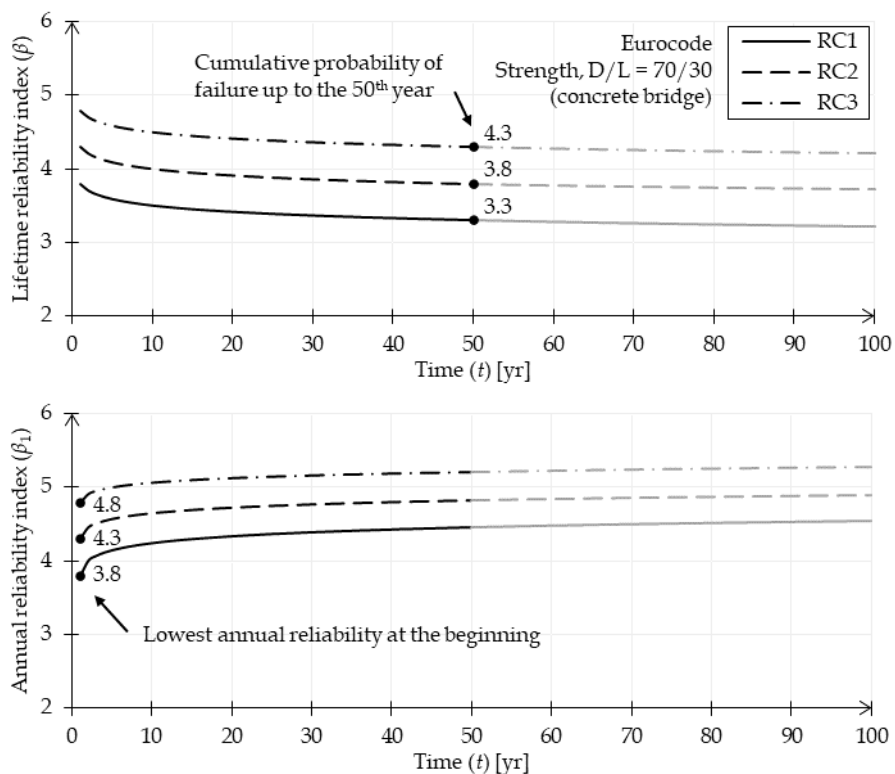 Lifetime reliability index (β)
6
5
4
3
2
Cumulative probability of
failure up to the 50th year
Eurocode
Strength, D/L = 70/30
(concrete bridge)
RC1
RC2
RC3
4.3
3.8
3.3
0 10 20 30 40 50 60 70 80 90 100
Time (t) [yr]
Annual reliability index (β1)
6
5
4
3
2
4.8
4.3
3.8
Lowest annual reliability at the beginning
0 10 20 30 40 50 60 70 80 90 100
Time (t) [yr]